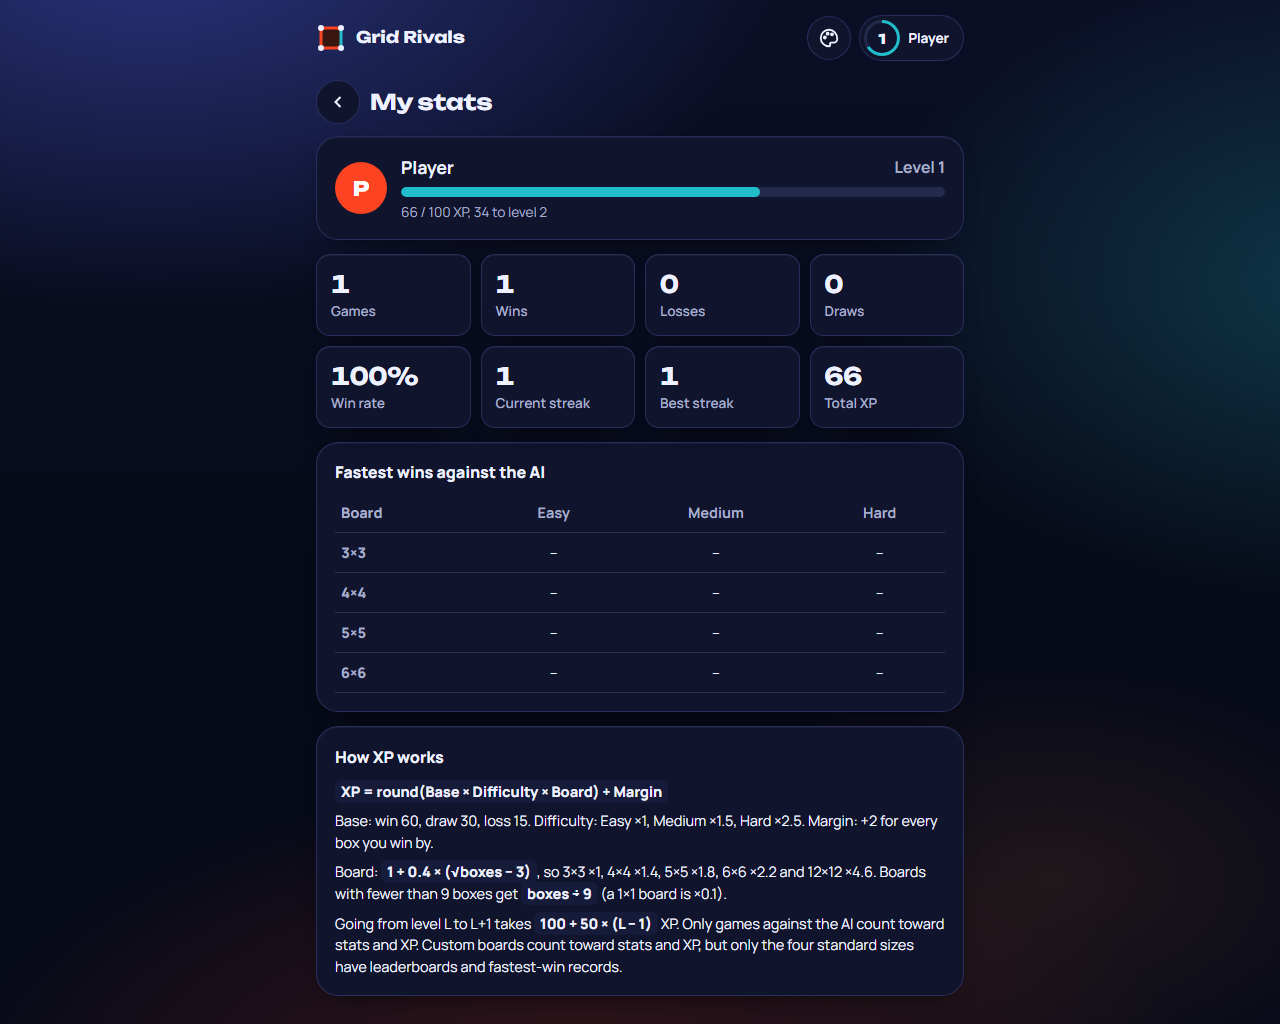 Grid Rivals
1 Player
My stats
P
Player
Level 1
66 / 100 XP, 34 to level 2
1
Games
1
Wins
0
Losses
0
Draws
100%
Win rate
1
Current streak
1
Best streak
66
Total XP
Fastest wins against the AI
Board Easy Medium Hard
3×3 – – –
4×4 – – –
5×5 – – –
6×6 – – –
How XP works
XP = round(Base × Difficulty × Board) + Margin
Base: win 60, draw 30, loss 15. Difficulty: Easy ×1, Medium ×1.5, Hard ×2.5. Margin: +2 for every
box you win by.
Board: 1 + 0.4 × (√boxes − 3) , so 3×3 ×1, 4×4 ×1.4, 5×5 ×1.8, 6×6 ×2.2 and 12×12 ×4.6. Boards
with fewer than 9 boxes get boxes ÷ 9 (a 1×1 board is ×0.1).
Going from level L to L+1 takes 100 + 50 × (L − 1) XP. Only games against the AI count toward
stats and XP. Custom boards count toward stats and XP, but only the four standard sizes
have leaderboards and fastest-win records.